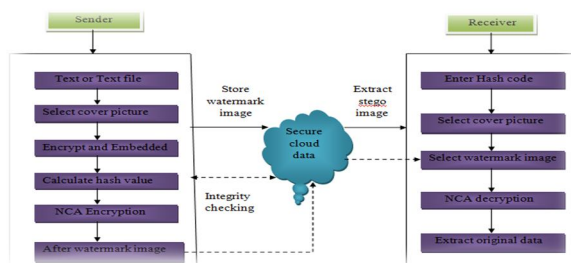 Sender
Text or Text file
Select cover picture
Encrypt and Embedded
Calculate hash value
NCA Encryption
After watermark image
Store
watermark
image
Integrity
checking
Secure
cloud
data
Extract
stego
image
Receiver
Enter Hash code
Select cover picture
Select watermark image
NCA decryption
Extract original data